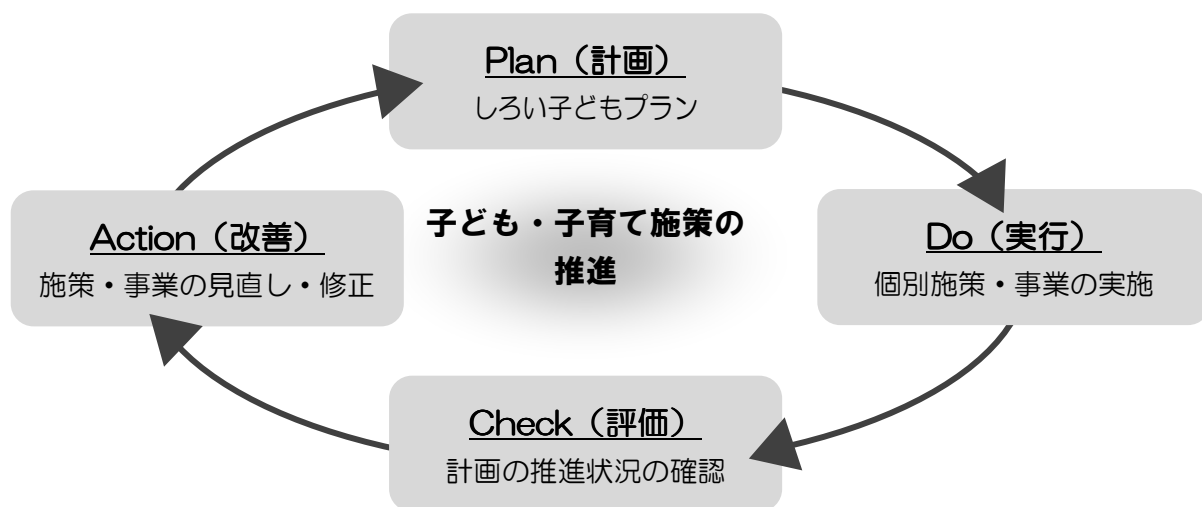 Plan（計画）
しろい子どもプラン
子ども・子育て施策の
推進
Action（改善）
施策・事業の見直し・修正
Do（実行）
個別施策・事業の実施
Check（評価）
計画の推進状況の確認